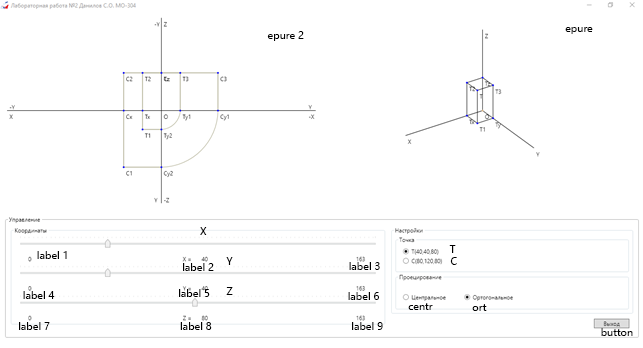 Лабораторная работа №2 Данилов С.О. МО-304
-Y Z
epure 2
epure
Z
C2 T2 Tz T3 C3
T2 T3
T
-Y Y
Cx Tx O Ty1 Cy1
X -X
Tx O Ty
T1 Ty2
T1
X
Y
C1 Cy2
Y -Z
Управление
Координаты
X
label 1
0 X = 40 163
label 2
label 3
Y
0 Y = 40 163
label 4
label 5
label 6
Z
0 Z = 80 163
label 7
label 8
label 9
Настройки
Точка
T(40,40,80) T
C(80,120,80) C
Проецирование
Центральное Ортогональное
centr ort
Выход
button